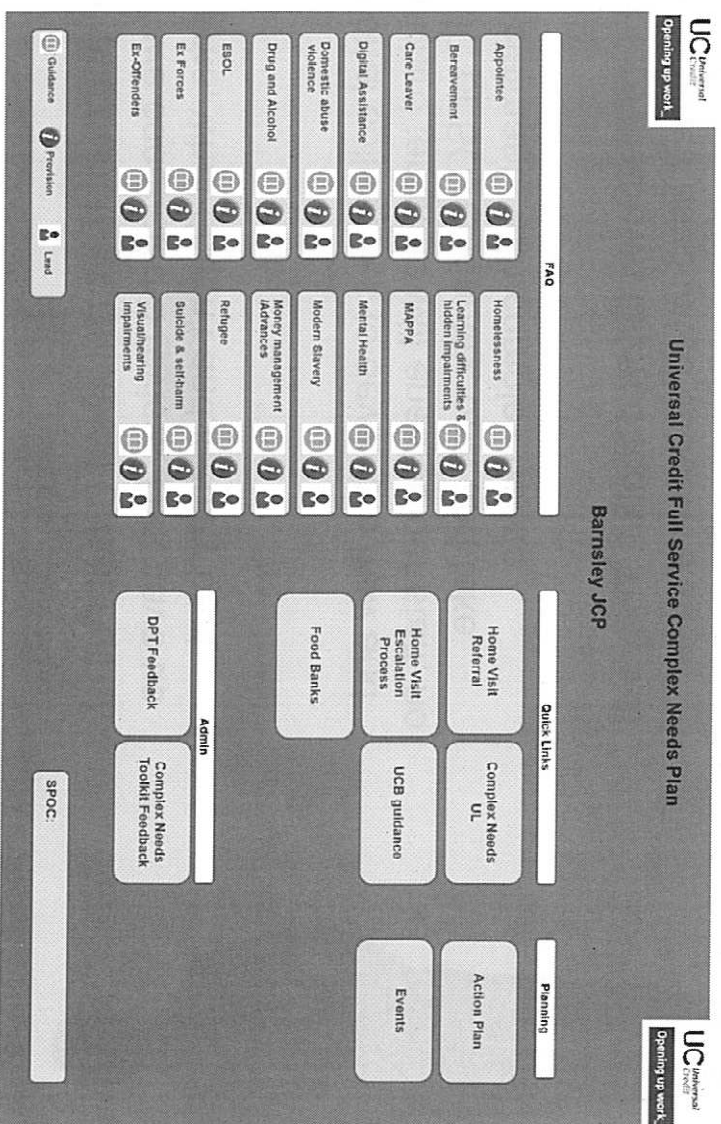 UC Universal
Credit
Opening up work_
Universal Credit Full Service Complex Needs Plan
UC Universal
Credit
Opening up work_
Barnsley JCP
FAQ
Appointee
Bereavement
Care Leaver
Digital Assistance
Domestic abuse
violence
Drug and Alcohol
ESOL
Ex Forces
Ex-Offenders
Homelessness
Learning difficulties &
hidden impairments
MAPPA
Mental Health
Modern Slavery
Money management
/Advances
Refugee
Suicide & self-harm
Visual/hearing
impairments
Quick Links
Home Visit
Referral
Complex Needs
UL
Home Visit
Escalation
Process
UCB guidance
Food Banks
Admin
DPT Feedback
Complex Needs
Toolkit Feedback
Planning
Action Plan
Events
Guidance
Provision
Lead
SPOC: